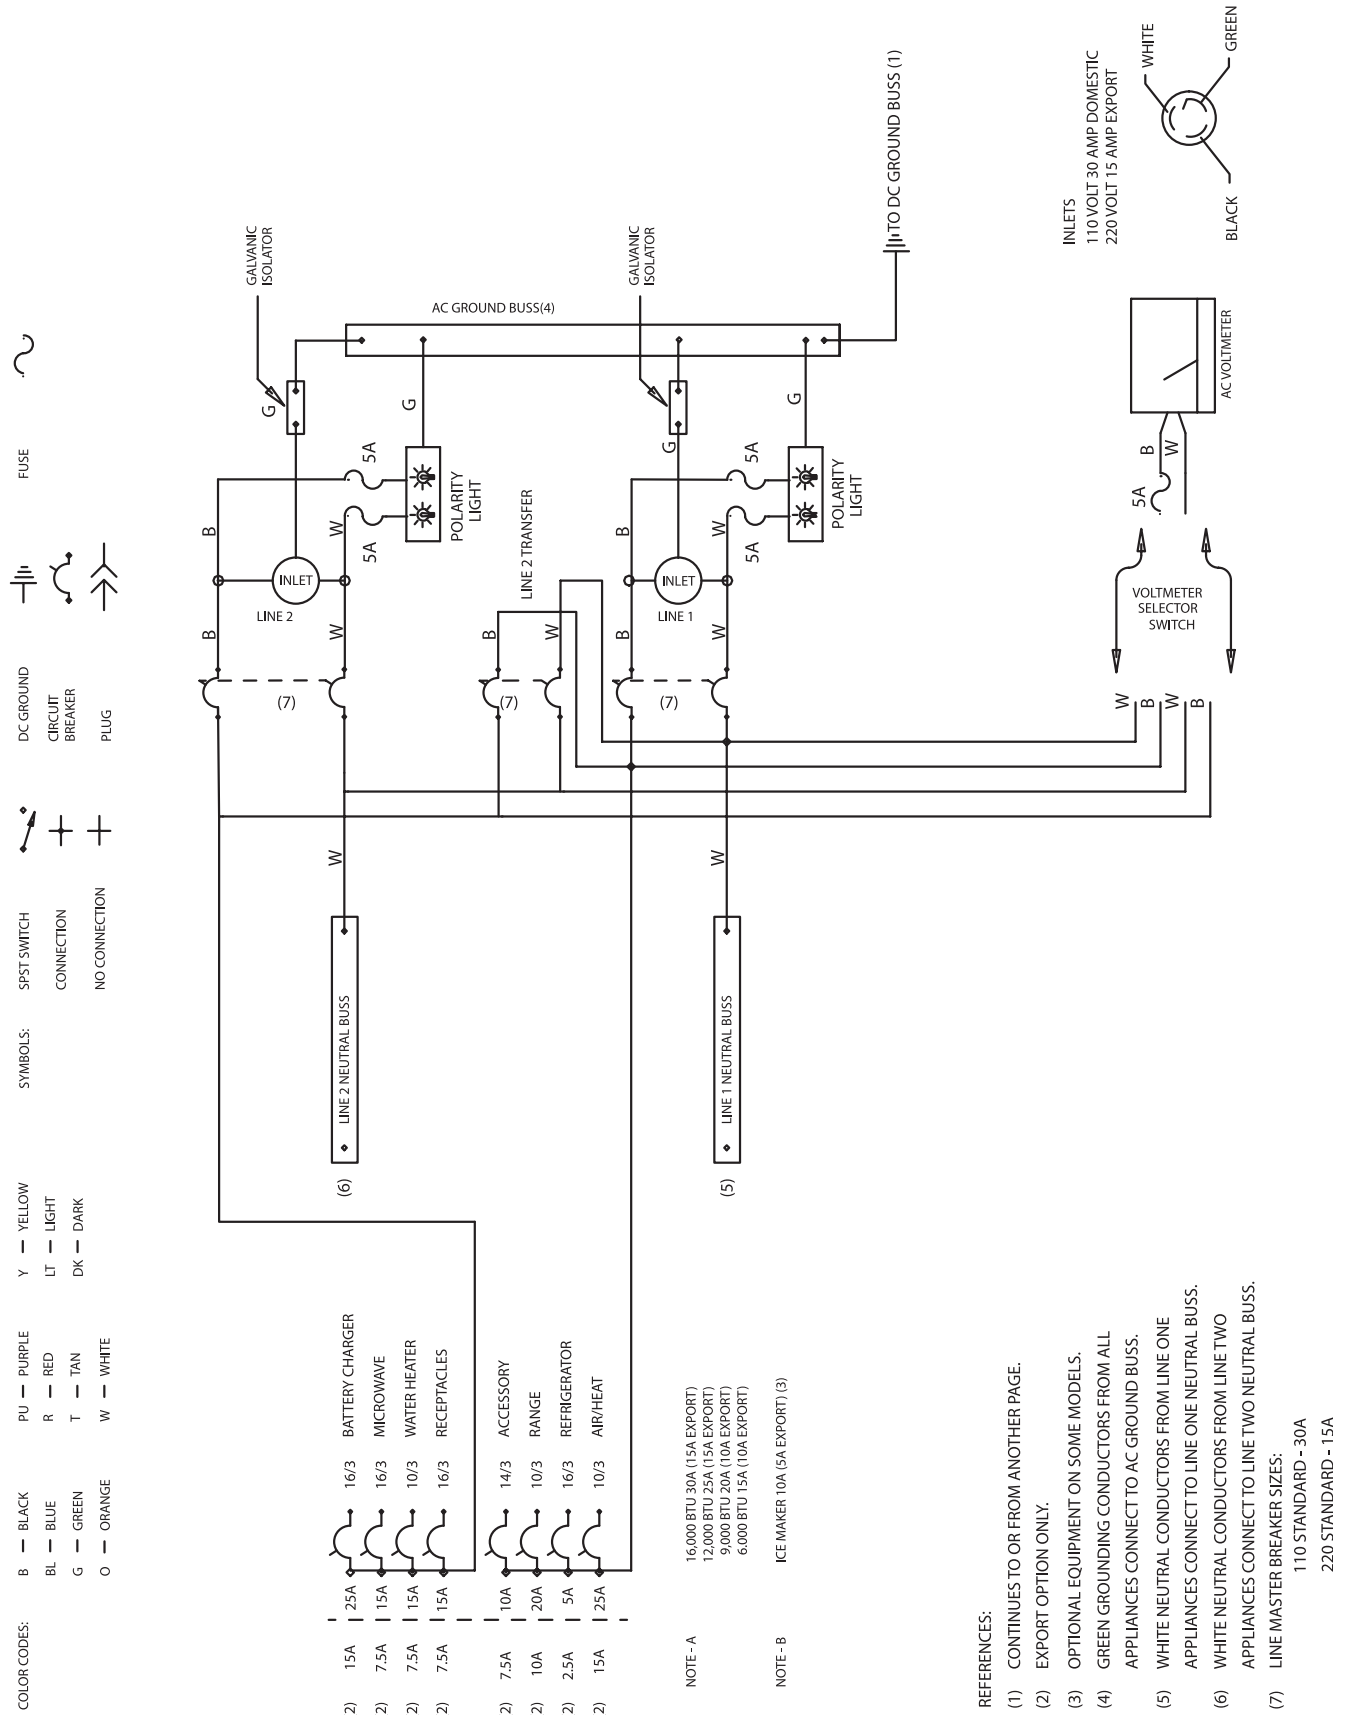 COLOR CODES:
B — BLACK
BL — BLUE
G — GREEN
O — ORANGE
PU — PURPLE
R — RED
T — TAN
W — WHITE
Y — YELLOW
LT — LIGHT
DK — DARK
SYMBOLS:
SPST SWITCH
CONNECTION
NO CONNECTION
DC GROUND
CIRCUIT
BREAKER
PLUG
FUSE
GALVANIC
ISOLATOR
G
AC GROUND BUSS(4)
G
5A
5A
POLARITY
LIGHT
B
W
INLET
LINE 2
B
W
(7)
W
LINE 2 NEUTRAL BUSS
(6)
LINE 2 TRANSFER
B
W
(7)
GALVANIC
ISOLATOR
G
G
5A
5A
POLARITY
LIGHT
B
W
INLET
LINE 1
B
W
(7)
W
LINE 1 NEUTRAL BUSS
(5)
TO DC GROUND BUSS (1)
2) 15A 25A 16/3 BATTERY CHARGER
2) 7.5A 15A 16/3 MICROWAVE
2) 7.5A 15A 10/3 WATER HEATER
2) 7.5A 15A 16/3 RECEPTACLES
2) 7.5A 10A 14/3 ACCESSORY
2) 10A 20A 10/3 RANGE
2) 2.5A 5A 16/3 REFRIGERATOR
2) 15A 25A 10/3 AIR/HEAT
NOTE - A
16,000 BTU 30A (15A EXPORT)
12,000 BTU 25A (15A EXPORT)
9,000 BTU 20A (10A EXPORT)
6.000 BTU 15A (10A EXPORT)
NOTE - B
ICE MAKER 10A (5A EXPORT) (3)
INLETS
110 VOLT 30 AMP DOMESTIC
220 VOLT 15 AMP EXPORT
WHITE
GREEN
BLACK
AC VOLTMETER
B
W
5A
VOLTMETER
SELECTOR
SWITCH
W
B
W
B
REFERENCES:
(1) CONTINUES TO OR FROM ANOTHER PAGE.
(2) EXPORT OPTION ONLY.
(3) OPTIONAL EQUIPMENT ON SOME MODELS.
(4) GREEN GROUNDING CONDUCTORS FROM ALL
APPLIANCES CONNECT TO AC GROUND BUSS.
(5) WHITE NEUTRAL CONDUCTORS FROM LINE ONE
APPLIANCES CONNECT TO LINE ONE NEUTRAL BUSS.
(6) WHITE NEUTRAL CONDUCTORS FROM LINE TWO
APPLIANCES CONNECT TO LINE TWO NEUTRAL BUSS.
(7) LINE MASTER BREAKER SIZES:
110 STANDARD - 30A
220 STANDARD - 15A